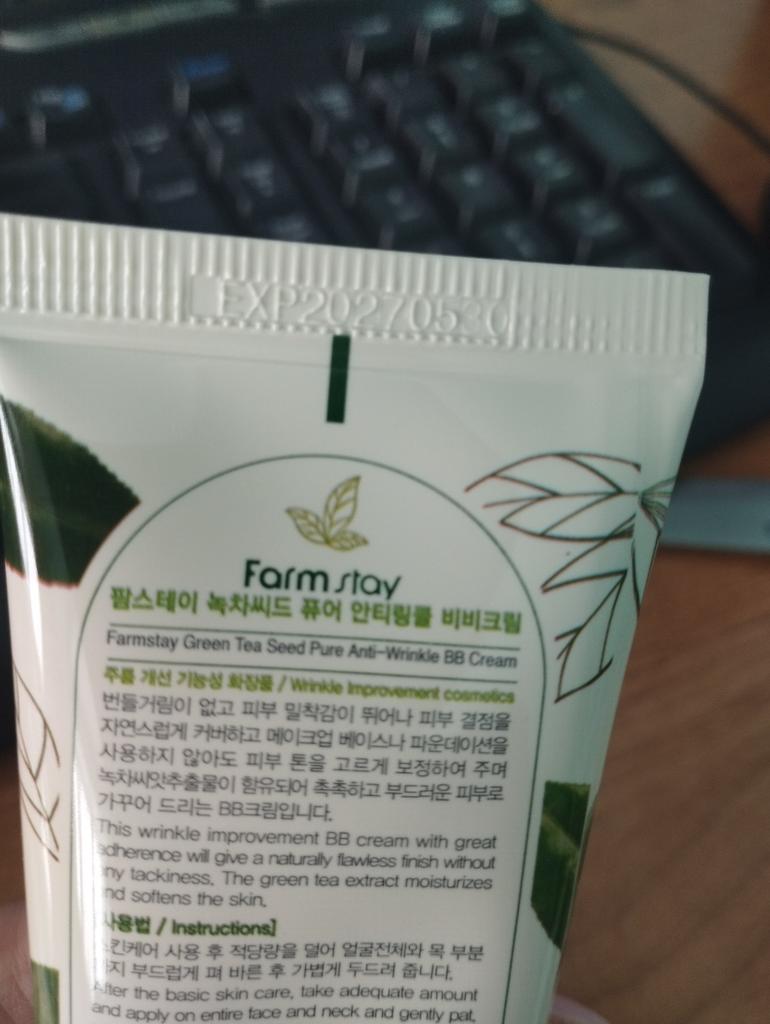 EXP20270530
Farmstay
팜스테이 녹차씨드 퓨어 안티링클 비비크림
Farmstay Green Tea Seed Pure Anti-Wrinkle BB Cream
주름 개선 기능성 화장품 / Wrinkle Improvement cosmetics
번들거림이 없고 피부 밀착감이 뛰어나 피부 결점을
자연스럽게 커버하고 메이크업 베이스나 파운데이션을
사용하지 않아도 피부 톤을 고르게 보정하여 주며
녹차씨앗추출물이 함유되어 촉촉하고 부드러운 피부로
가꾸어 드리는 BB크림입니다.
This wrinkle improvement BB cream with great
adherence will give a naturally flawless finish without
any tackiness. The green tea extract moisturizes
and softens the skin.
[사용법 / Instructions]
스킨케어 사용 후 적당량을 덜어 얼굴전체와 목 부분
까지 부드럽게 펴 바른 후 가볍게 두드려 줍니다.
After the basic skin care, take adequate amount
and apply on entire face and neck and gently pat.